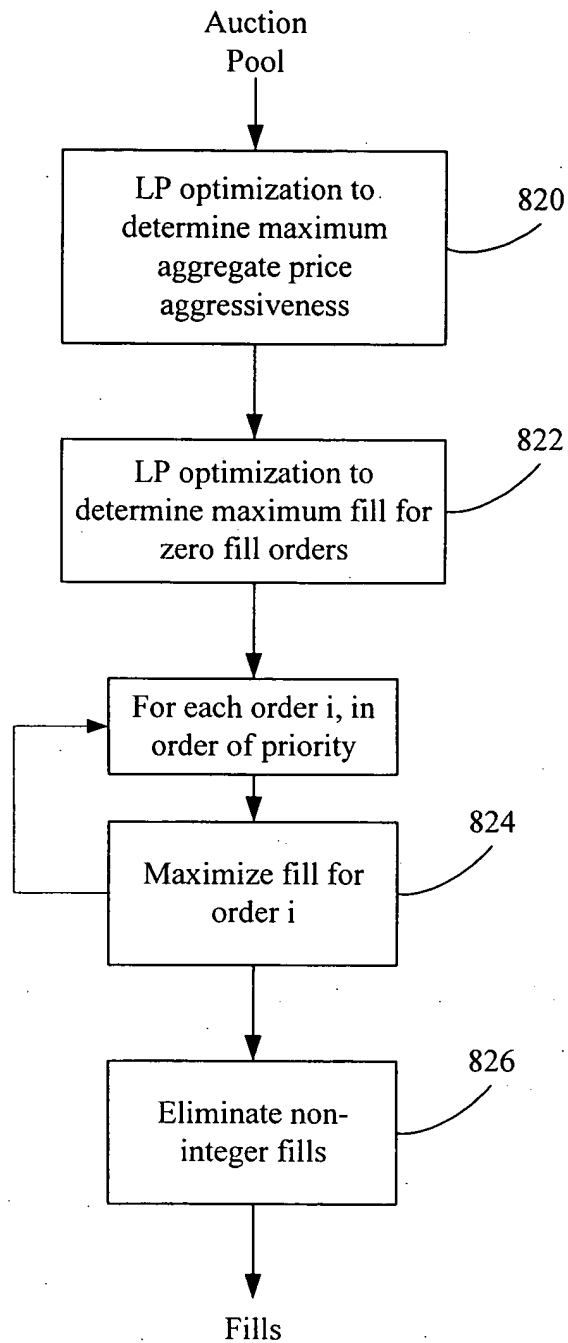 Auction
Pool
LP optimization to
determine maximum
aggregate price
aggressiveness
820
LP optimization to
determine maximum fill for
zero fill orders
822
For each order i, in
order of priority
Maximize fill for
order i
824
Eliminate non-
integer fills
826
Fills